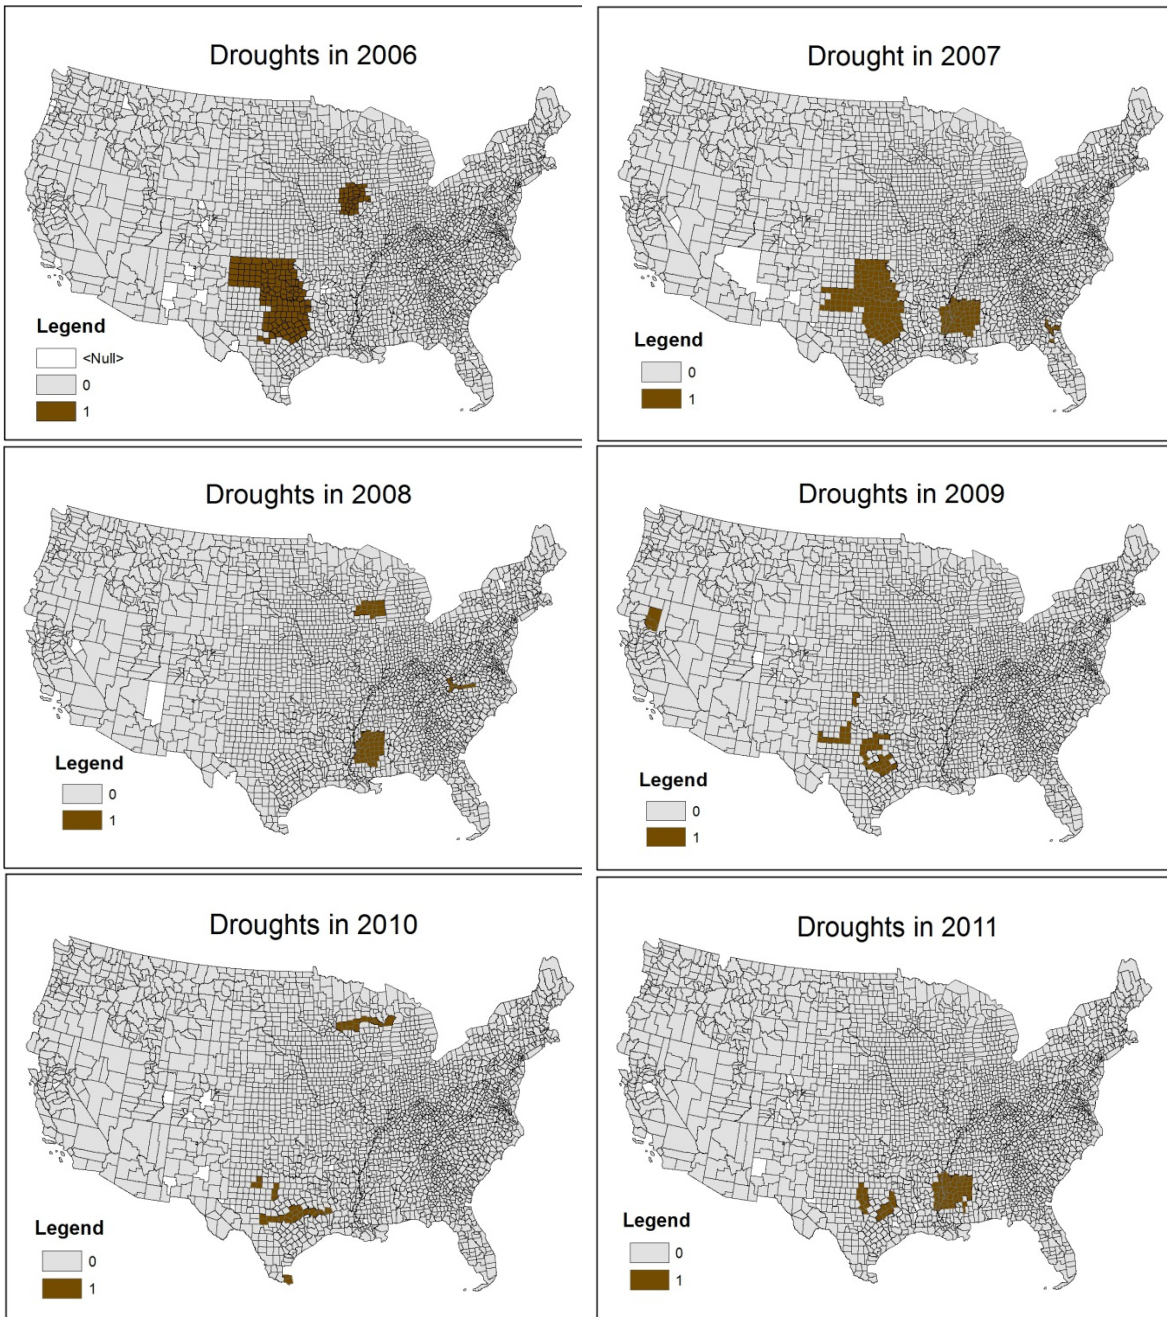 Droughts in 2006
Legend
<Null>
0
1
Drought in 2007
Legend
0
1
Droughts in 2008
Legend
0
1
Droughts in 2009
Legend
0
1
Droughts in 2010
Legend
0
1
Droughts in 2011
Legend
0
1